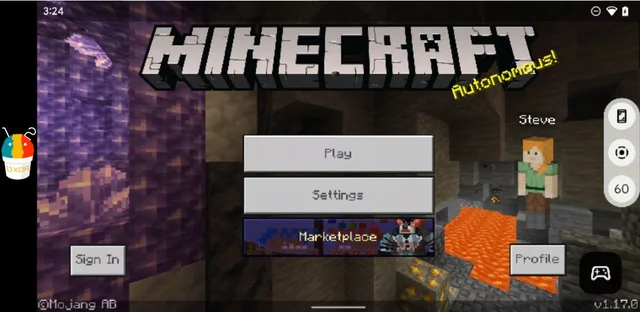 3:24
MINECRAFT
Autonomous!
Steve
Play
Settings
60
Marketplace
Sign In
Profile
©Mojang AB
v1.17.0